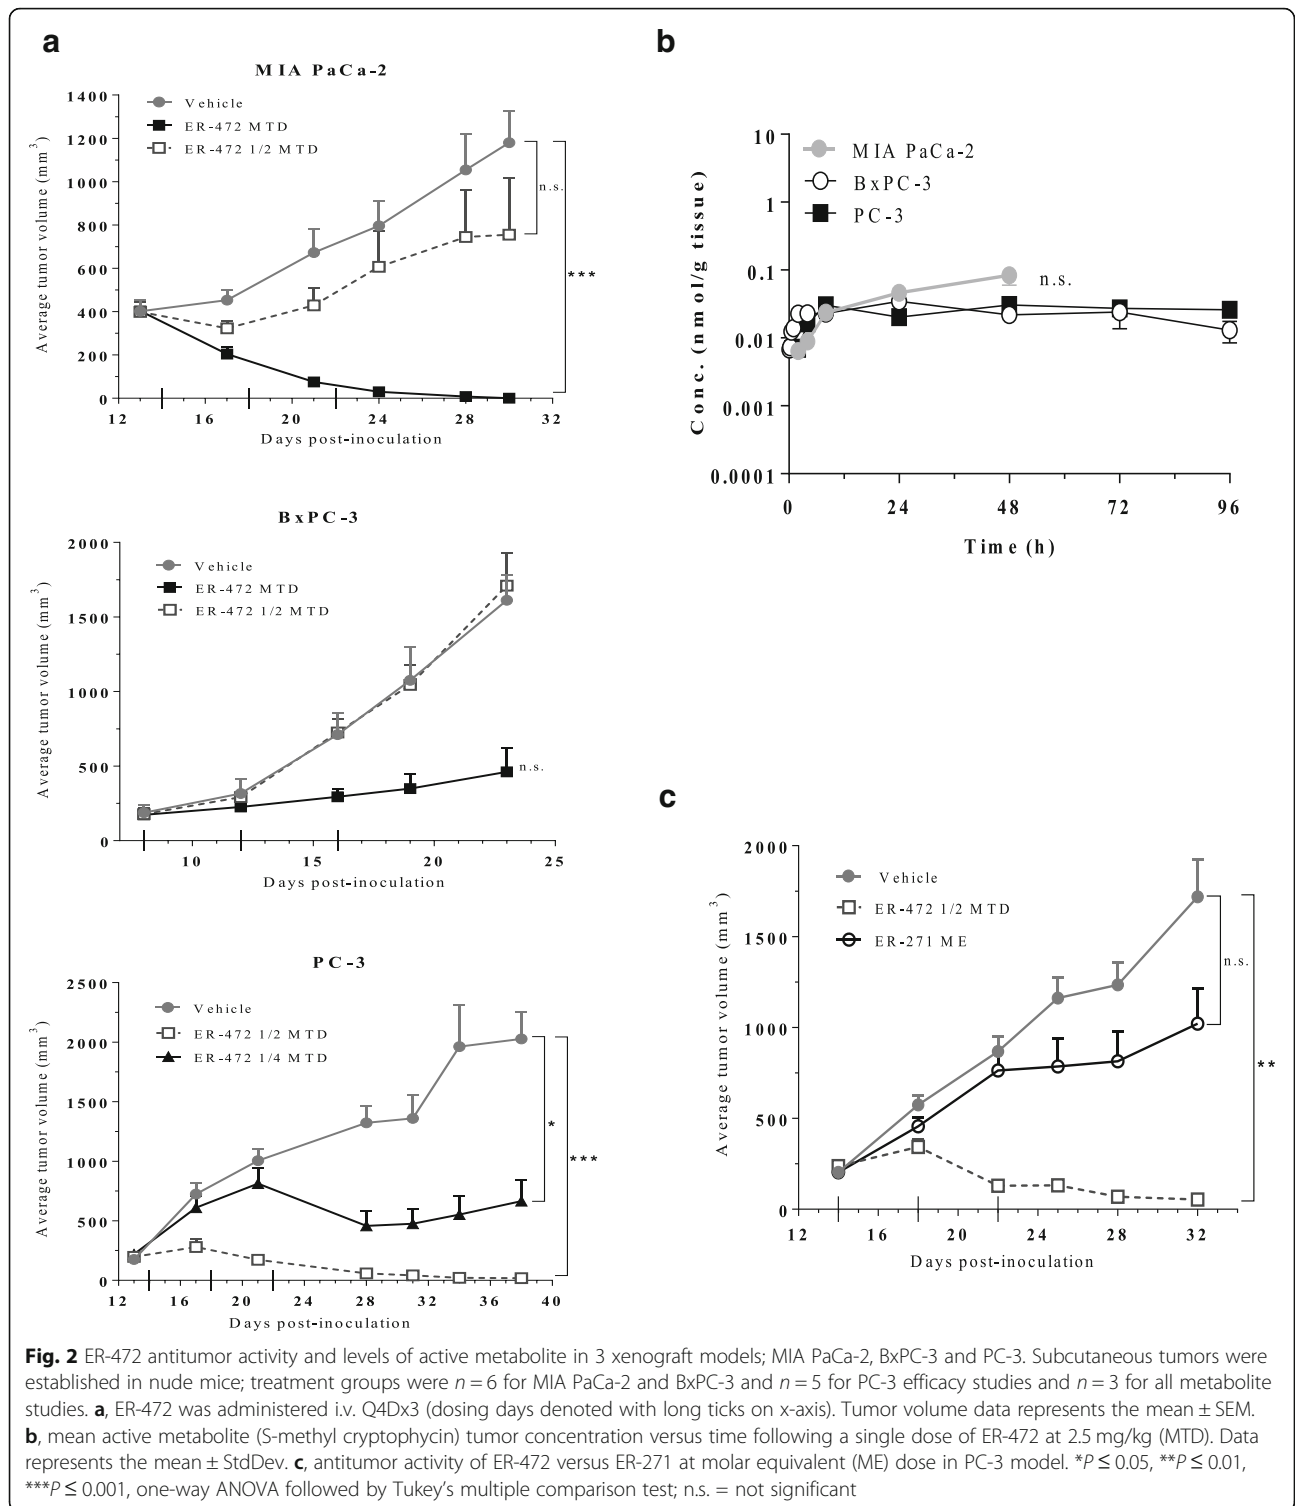 a
MIA PaCa-2
Vehicle
ER-472 MTD
ER-472 1/2 MTD
Average tumor volume (mm3)
1400
1200
1000
800
600
400
200
0
n.s.
***
12 16 20 24 28 32
Days post-inoculation
BxPC-3
Vehicle
ER-472 MTD
ER-472 1/2 MTD
Average tumor volume (mm3)
2000
1500
1000
500
0
n.s.
10 15 20 25
Days post-inoculation
PC-3
Vehicle
ER-472 1/2 MTD
ER-472 1/4 MTD
Average tumor volume (mm3)
2500
2000
1500
1000
500
0
*
***
12 16 20 24 28 32 36 40
Days post-inoculation
b
MIA PaCa-2
BxPC-3
PC-3
Conc. (nmol/g tissue)
10
1
0.1
0.01
0.001
0.0001
n.s.
0 24 48 72 96
Time (h)
c
Vehicle
ER-472 1/2 MTD
ER-271 ME
Average tumor volume (mm3)
2000
1500
1000
500
0
n.s.
**
12 16 20 24 28 32
Days post-inoculation
Fig. 2 ER-472 antitumor activity and levels of active metabolite in 3 xenograft models; MIA PaCa-2, BxPC-3 and PC-3. Subcutaneous tumors were
established in nude mice; treatment groups were n = 6 for MIA PaCa-2 and BxPC-3 and n = 5 for PC-3 efficacy studies and n = 3 for all metabolite
studies. a, ER-472 was administered i.v. Q4Dx3 (dosing days denoted with long ticks on x-axis). Tumor volume data represents the mean ± SEM.
b, mean active metabolite (S-methyl cryptophycin) tumor concentration versus time following a single dose of ER-472 at 2.5 mg/kg (MTD). Data
represents the mean ± StdDev. c, antitumor activity of ER-472 versus ER-271 at molar equivalent (ME) dose in PC-3 model. *P ≤ 0.05, **P ≤ 0.01,
***P ≤ 0.001, one-way ANOVA followed by Tukey's multiple comparison test; n.s. = not significant